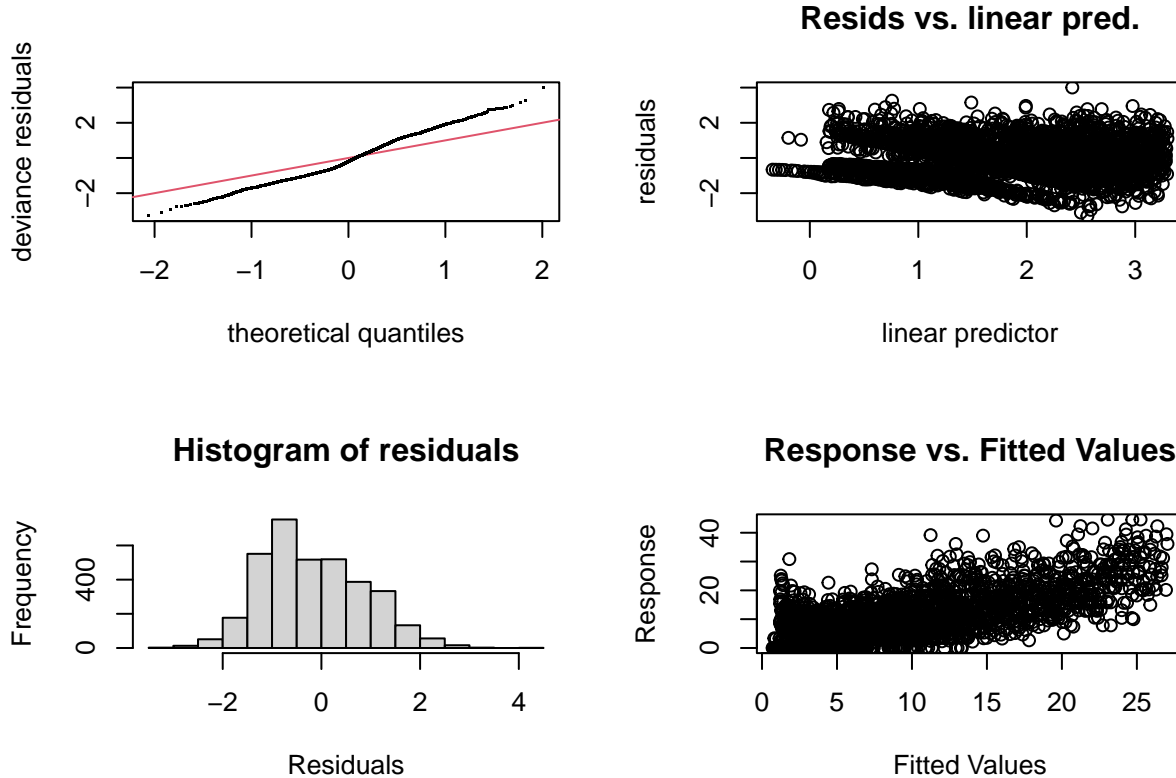 deviance residuals
2
−2
−2 −1 0 1 2
theoretical quantiles
Resids vs. linear pred.
residuals
2
−2
0 1 2 3
linear predictor
Histogram of residuals
Frequency
400
0
−2 0 2 4
Residuals
Response vs. Fitted Values
Response
40
20
0
0 5 10 15 20 25
Fitted Values